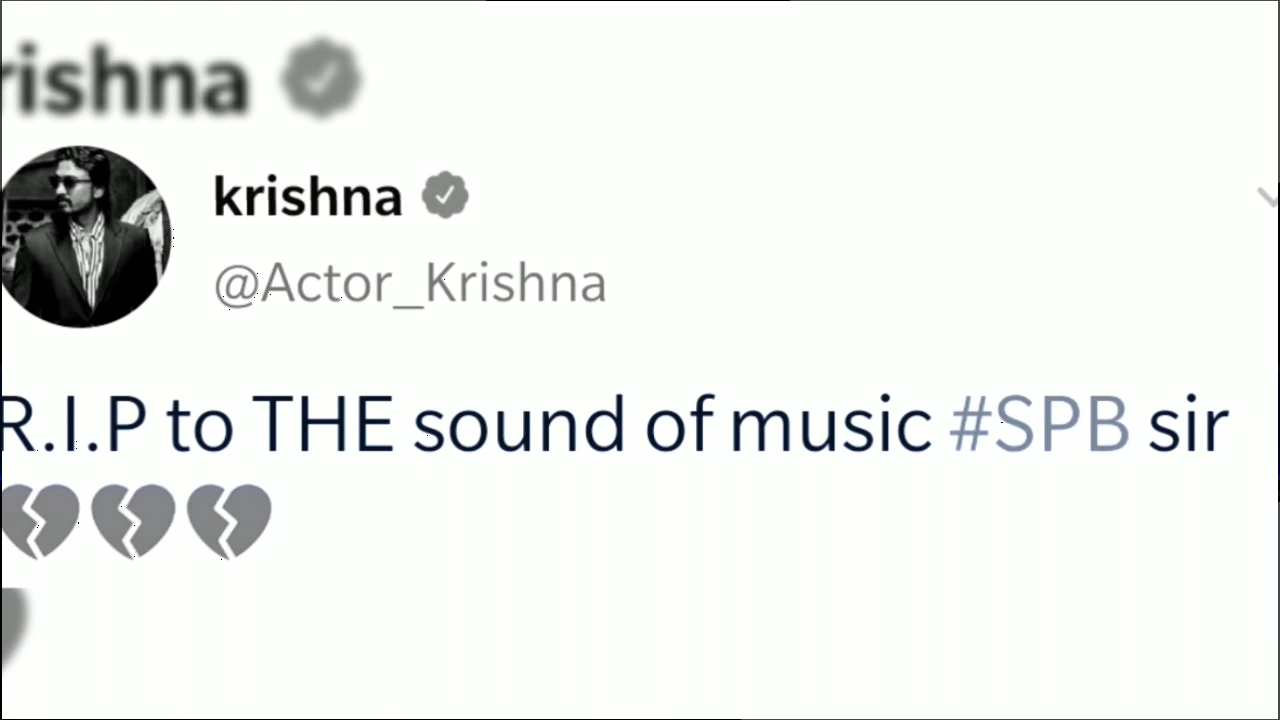 rishna
krishna
@Actor_Krishna
R.I.P to THE sound of music #SPB sir
💔💔💔